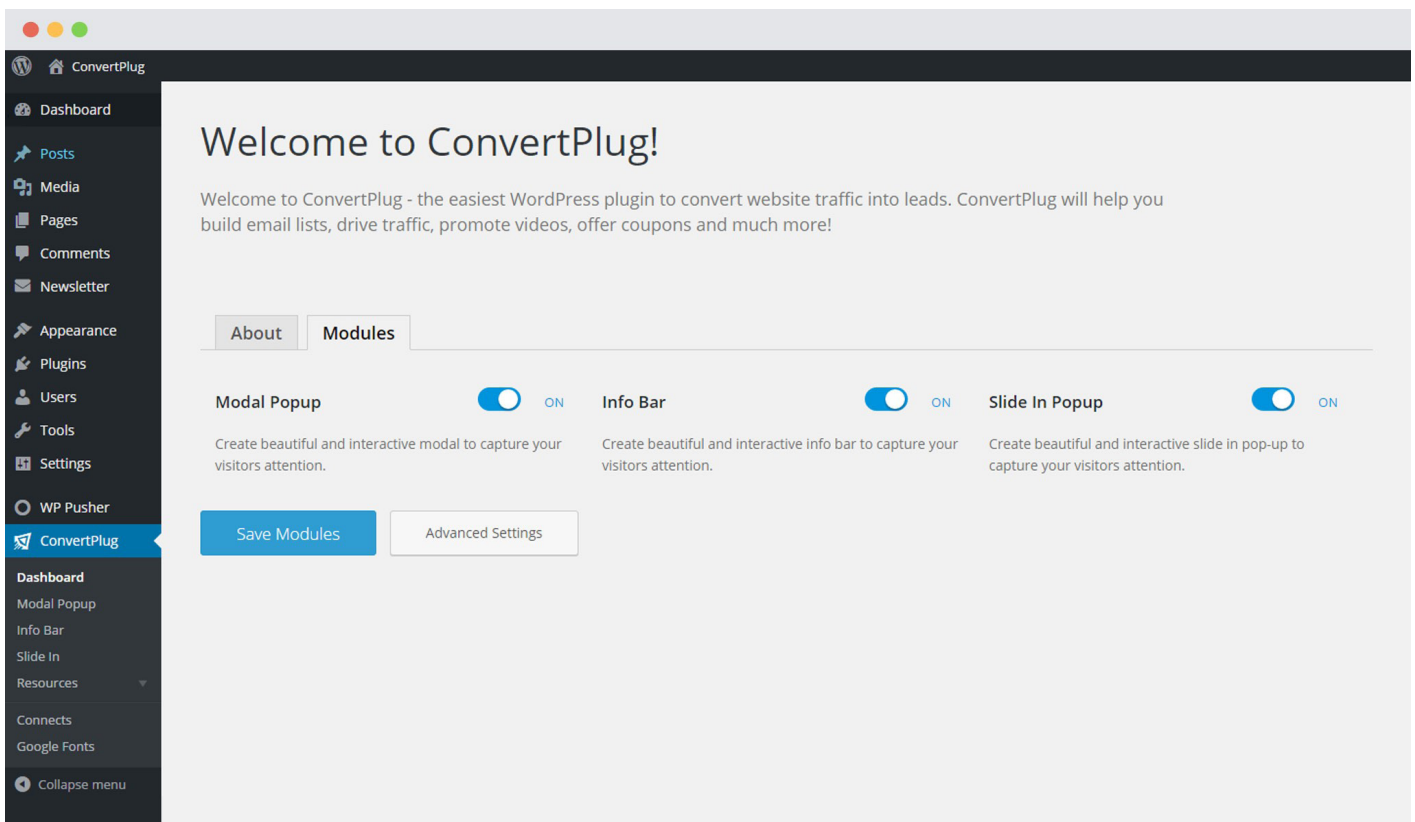 ConvertPlug
Dashboard
Posts
Media
Pages
Comments
Newsletter
Appearance
Plugins
Users
Tools
Settings
WP Pusher
ConvertPlug
Dashboard
Modal Popup
Info Bar
Slide In
Resources
Connects
Google Fonts
Collapse menu
Welcome to ConvertPlug!
Welcome to ConvertPlug - the easiest WordPress plugin to convert website traffic into leads. ConvertPlug will help you
build email lists, drive traffic, promote videos, offer coupons and much more!
About
Modules
Modal Popup
ON
Create beautiful and interactive modal to capture your
visitors attention.
Info Bar
ON
Create beautiful and interactive info bar to capture your
visitors attention.
Slide In Popup
ON
Create beautiful and interactive slide in pop-up to
capture your visitors attention.
Save Modules
Advanced Settings